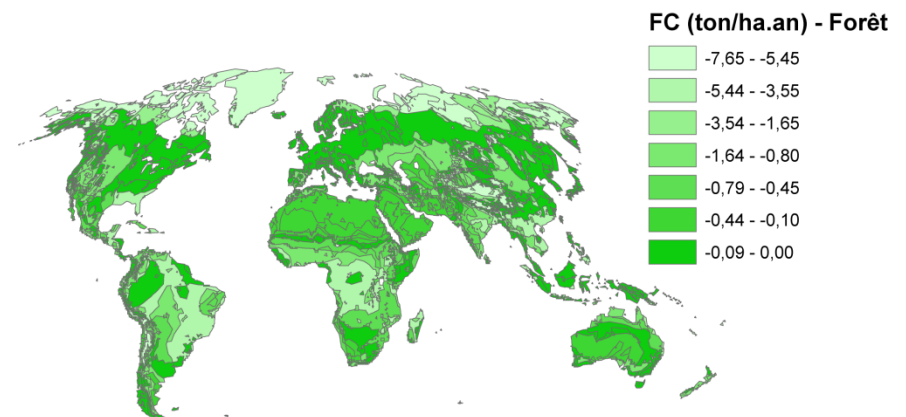 FC (ton/ha.an) - Forêt
-7,65 - -5,45
-5,44 - -3,55
-3,54 - -1,65
-1,64 - -0,80
-0,79 - -0,45
-0,44 - -0,10
-0,09 - 0,00